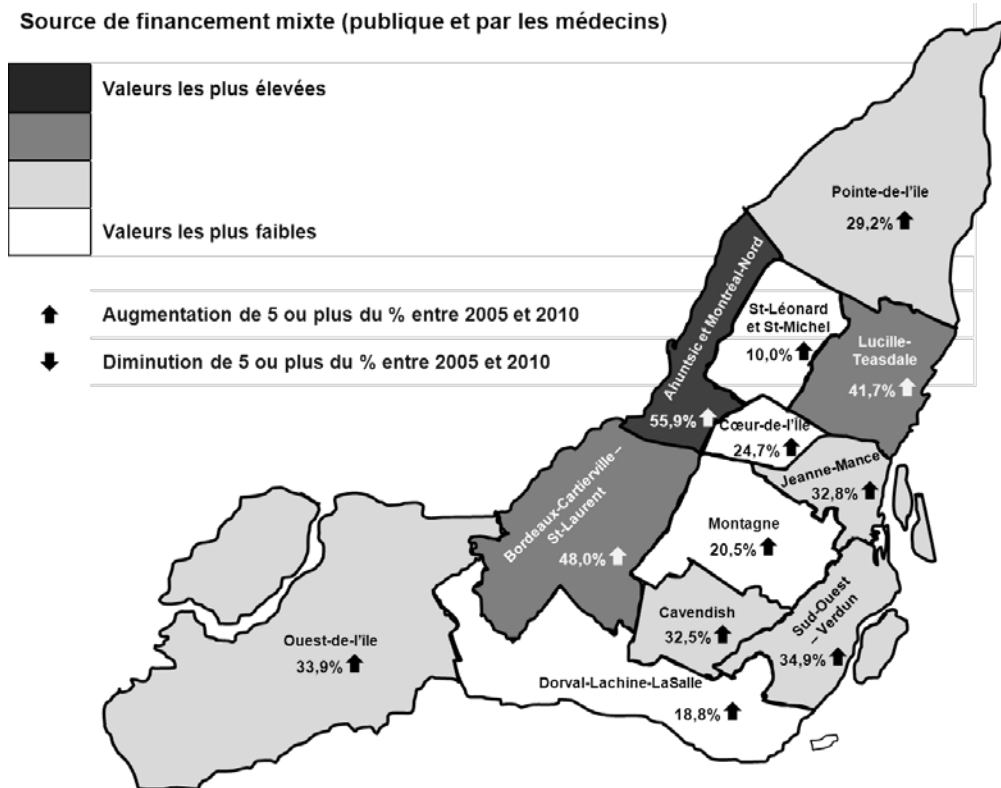 Source de financement mixte (publique et par les médecins)
Valeurs les plus élevées
Valeurs les plus faibles
Augmentation de 5 ou plus du % entre 2005 et 2010
Diminution de 5 ou plus du % entre 2005 et 2010
Pointe-de-l'île
29,2%
Ahuntsic et Montréal-Nord
55,9%
St-Léonard
et St-Michel
10,0%
Lucille-
Teasdale
41,7%
Cœur-de-l'île
24,7%
Jeanne-Mance
32,8%
Bordeaux-Cartierville–
St-Laurent
48,0%
Montagne
20,5%
Cavendish
32,5%
Sud-Ouest
– Verdun
34,9%
Ouest-de-l'île
33,9%
Dorval-Lachine-LaSalle
18,8%